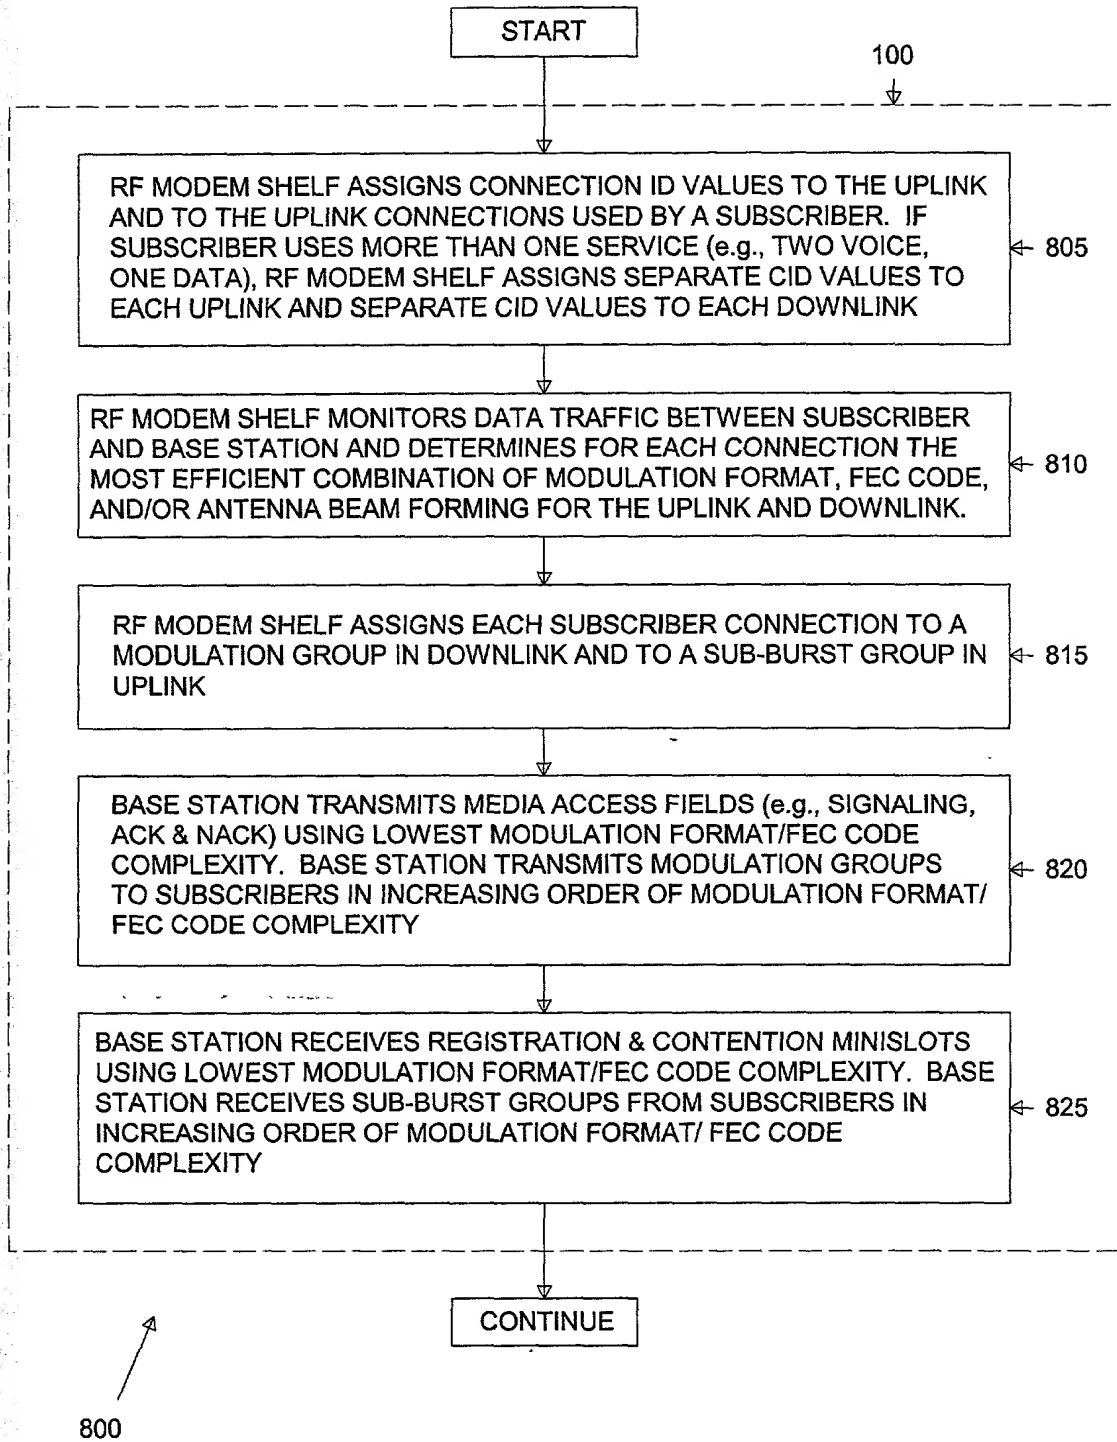 START
100
RF MODEM SHELF ASSIGNS CONNECTION ID VALUES TO THE UPLINK
AND TO THE UPLINK CONNECTIONS USED BY A SUBSCRIBER. IF
SUBSCRIBER USES MORE THAN ONE SERVICE (e.g., TWO VOICE,
ONE DATA), RF MODEM SHELF ASSIGNS SEPARATE CID VALUES TO
EACH UPLINK AND SEPARATE CID VALUES TO EACH DOWNLINK
805
RF MODEM SHELF MONITORS DATA TRAFFIC BETWEEN SUBSCRIBER
AND BASE STATION AND DETERMINES FOR EACH CONNECTION THE
MOST EFFICIENT COMBINATION OF MODULATION FORMAT, FEC CODE,
AND/OR ANTENNA BEAM FORMING FOR THE UPLINK AND DOWNLINK.
810
RF MODEM SHELF ASSIGNS EACH SUBSCRIBER CONNECTION TO A
MODULATION GROUP IN DOWNLINK AND TO A SUB-BURST GROUP IN
UPLINK
815
BASE STATION TRANSMITS MEDIA ACCESS FIELDS (e.g., SIGNALING,
ACK & NACK) USING LOWEST MODULATION FORMAT/FEC CODE
COMPLEXITY. BASE STATION TRANSMITS MODULATION GROUPS
TO SUBSCRIBERS IN INCREASING ORDER OF MODULATION FORMAT/
FEC CODE COMPLEXITY
820
BASE STATION RECEIVES REGISTRATION & CONTENTION MINISLOTS
USING LOWEST MODULATION FORMAT/FEC CODE COMPLEXITY. BASE
STATION RECEIVES SUB-BURST GROUPS FROM SUBSCRIBERS IN
INCREASING ORDER OF MODULATION FORMAT/ FEC CODE
COMPLEXITY
825
CONTINUE
800